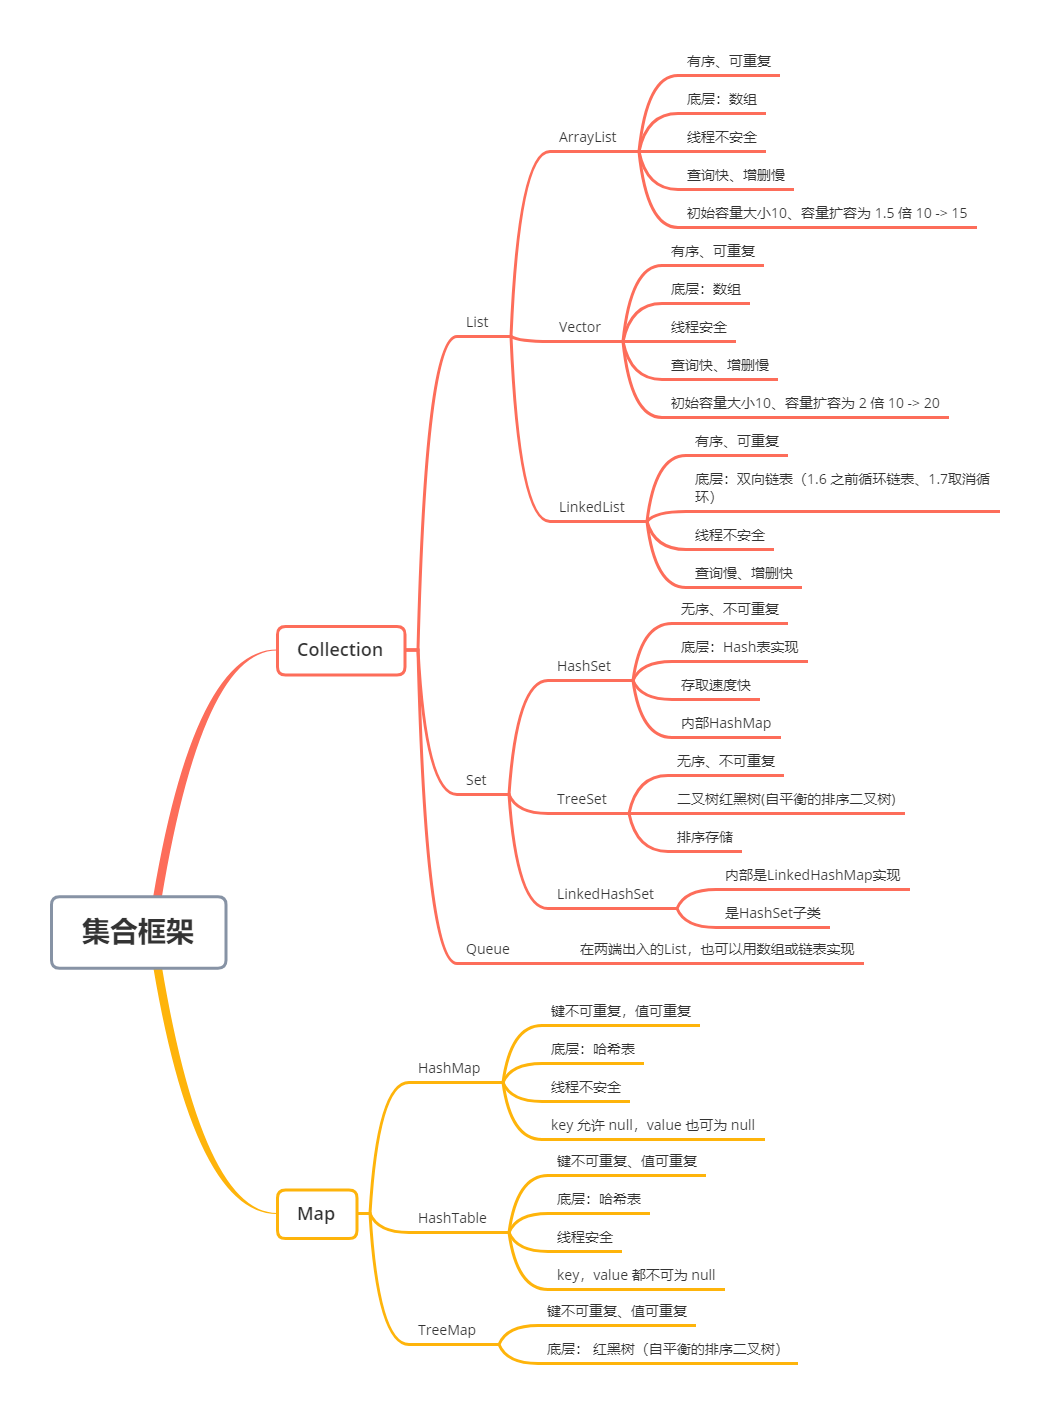 集合框架
Collection
List
ArrayList
有序、可重复
底层：数组
线程不安全
查询快、增删慢
初始容量大小10、容量扩容为 1.5 倍 10 -> 15
Vector
有序、可重复
底层：数组
线程安全
查询快、增删慢
初始容量大小10、容量扩容为 2 倍 10 -> 20
LinkedList
有序、可重复
底层：双向链表（1.6 之前循环链表、1.7取消循
环）
线程不安全
查询慢、增删快
Set
HashSet
无序、不可重复
底层：Hash表实现
存取速度快
内部HashMap
TreeSet
无序、不可重复
二叉树红黑树(自平衡的排序二叉树)
排序存储
LinkedHashSet
内部是LinkedHashMap实现
是HashSet子类
Queue
在两端出入的List，也可以用数组或链表实现
Map
HashMap
键不可重复，值可重复
底层：哈希表
线程不安全
key 允许 null，value 也可为 null
HashTable
键不可重复、值可重复
底层：哈希表
线程安全
key，value 都不可为 null
TreeMap
键不可重复、值可重复
底层： 红黑树（自平衡的排序二叉树）